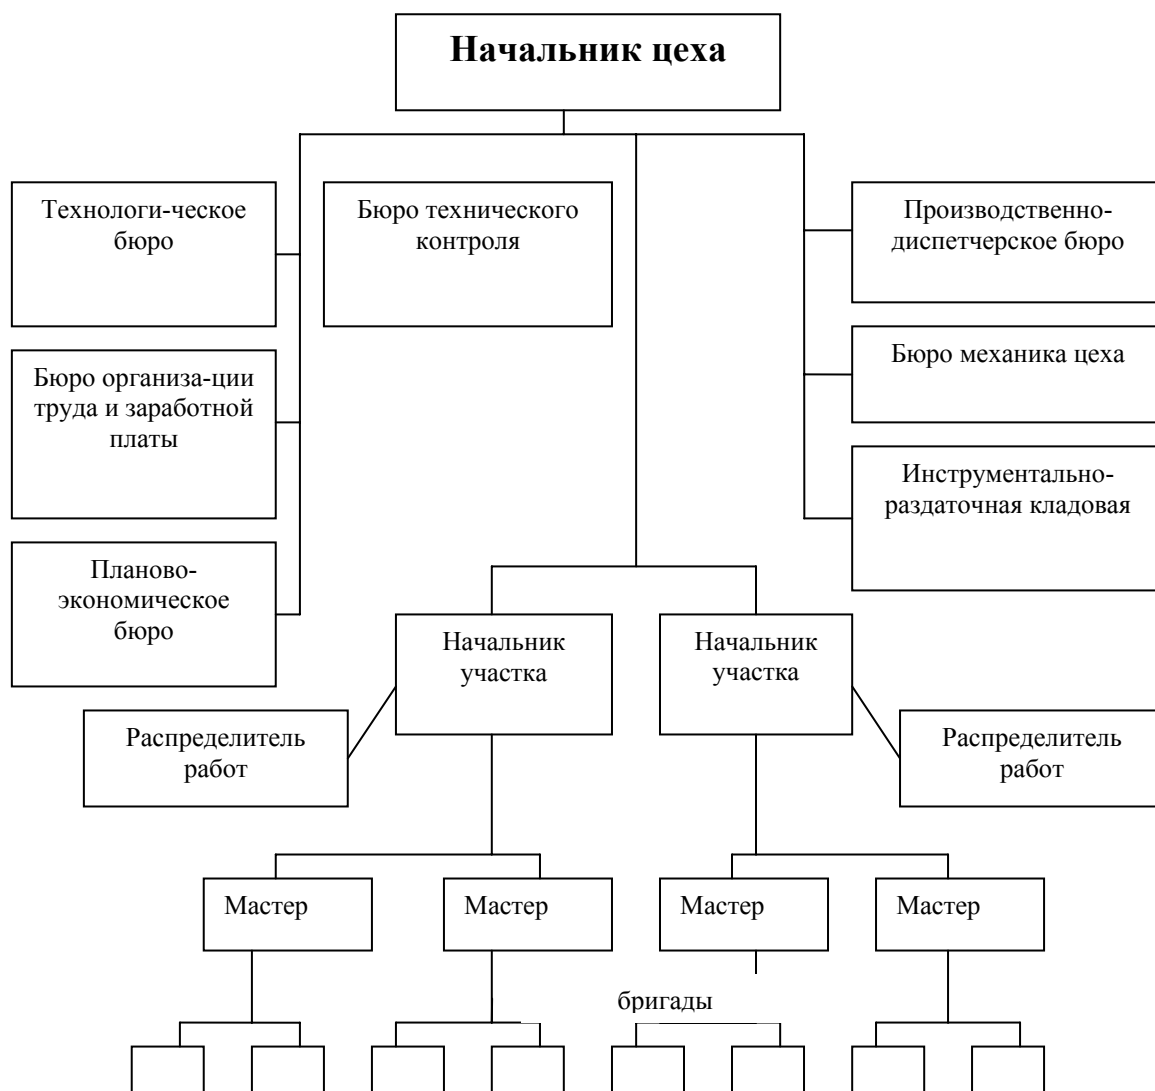 Начальник цеха
Технологи-ческое
бюро
Бюро технического
контроля
Производственно-
диспетчерское бюро
Бюро организа-ции
труда и заработной
платы
Бюро механика цеха
Инструментально-
раздаточная кладовая
Планово-
экономическое
бюро
Начальник
участка
Начальник
участка
Распределитель
работ
Распределитель
работ
Мастер
Мастер
Мастер
Мастер
бригады